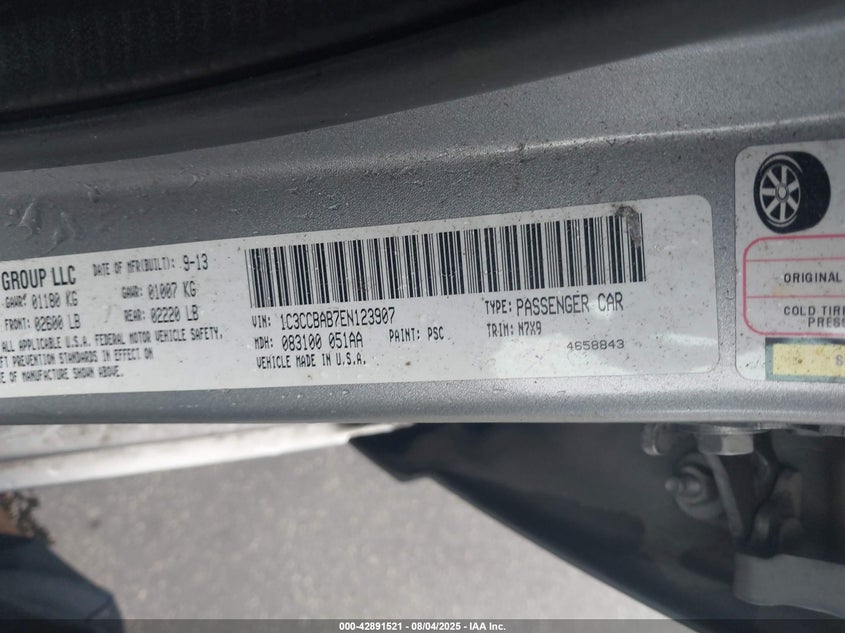 GROUP LLC DATE OF MFR(BUILT): 9-13
GAWR: 01180 KG GAWR: 01007 KG
FRONT: 02600 LB REAR: 02220 LB
ALL APPLICABLE U.S.A. FEDERAL MOTOR VEHICLE SAFETY,
FT PREVENTION STANDARDS IN EFFECT ON
E OF MANUFACTURE SHOWN ABOVE.
VIN: 1C3CCBAB7EN123907 TYPE: PASSENGER CAR
MDH: 083100 051AA PAINT: PSC TRIM: N7X9
VEHICLE MADE IN U.S.A. 4658843
ORIGINAL
COLD TIRE
PRESS
S
000-42891521 - 08/04/2025 - IAA Inc.